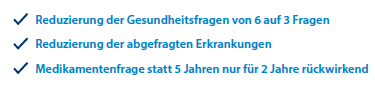 Reduzierung der Gesundheitsfragen von 6 auf 3 Fragen
Reduzierung der abgefragten Erkrankungen
Medikamentenfrage statt 5 Jahren nur für 2 Jahre rückwirkend